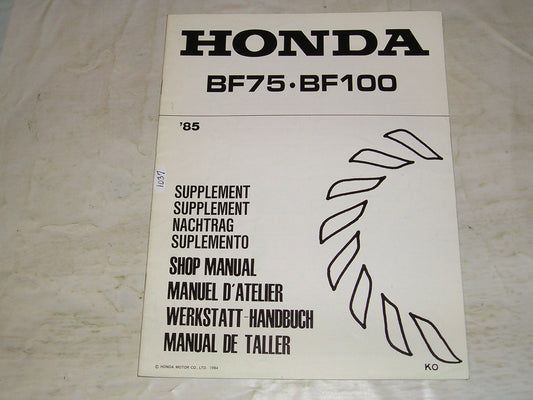 HONDA
BF75·BF100
'85
1037
SUPPLEMENT
SUPPLEMENT
NACHTRAG
SUPLEMENTO
SHOP MANUAL
MANUEL D'ATELIER
WERKSTATT-HANDBUCH
MANUAL DE TALLER
© HONDA MOTOR CO., LTD. 1984
KO